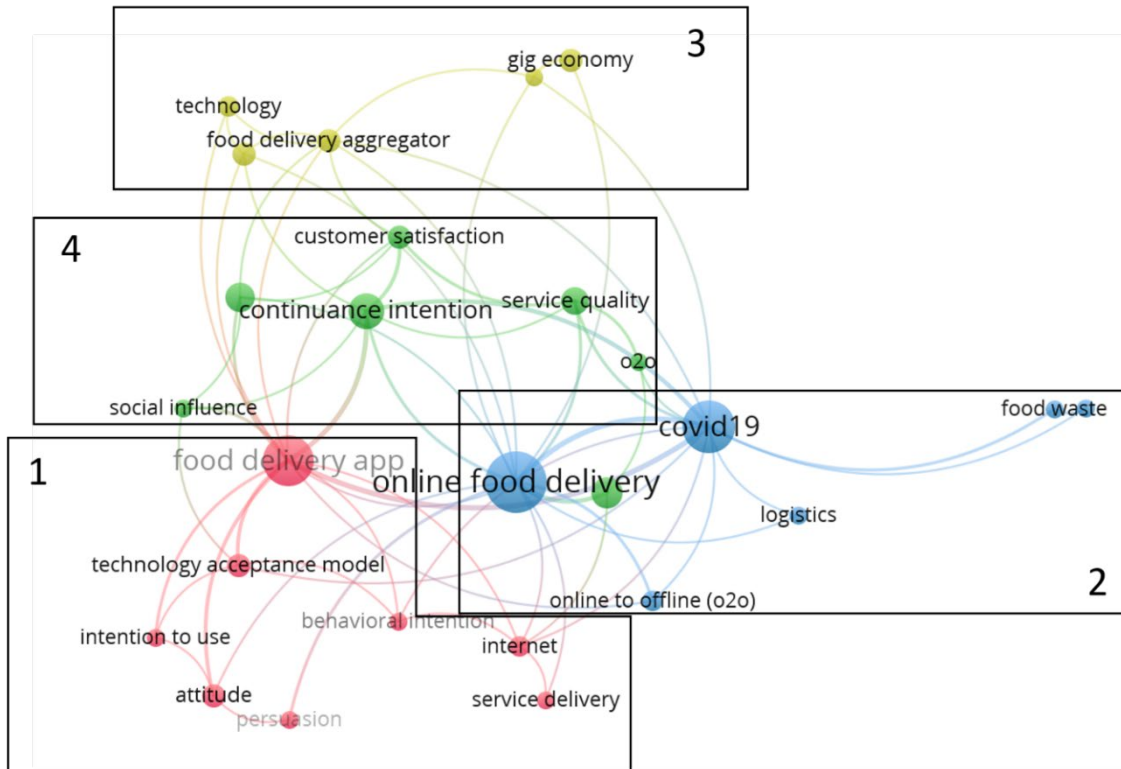 3
gig economy
technology
food delivery aggregator
4
customer satisfaction
continuance intention
service quality
o2o
social influence
covid19
food waste
1
food delivery app
online food delivery
logistics
technology acceptance model
2
online to offline (o2o)
behavioral intention
intention to use
internet
attitude
service delivery
persuasion